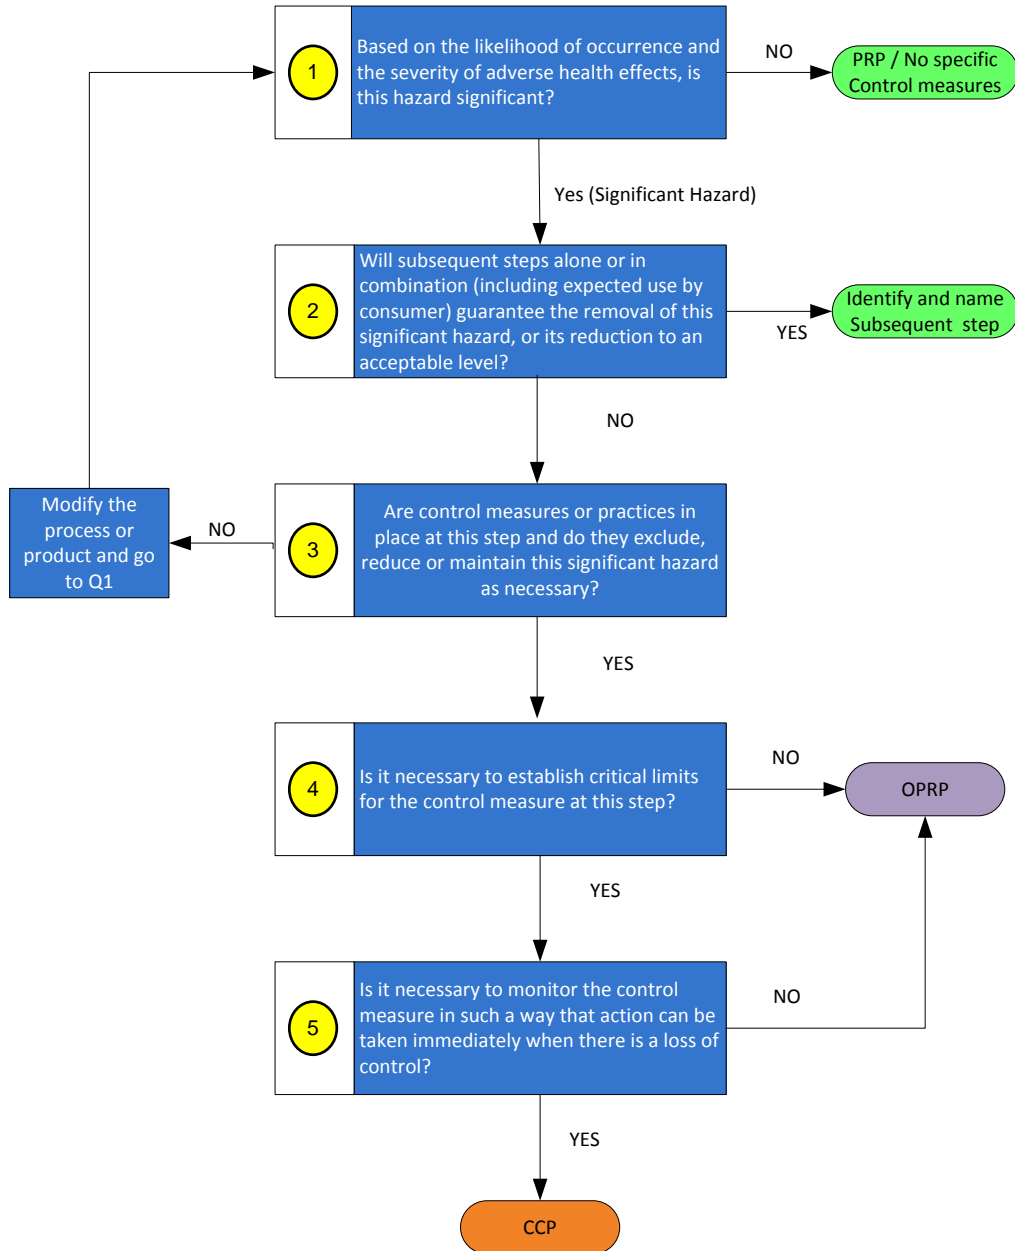 1
Based on the likelihood of occurrence and
the severity of adverse health effects, is
this hazard significant?
NO
PRP / No specific
Control measures
Yes (Significant Hazard)
2
Will subsequent steps alone or in
combination (including expected use by
consumer) guarantee the removal of this
significant hazard, or its reduction to an
acceptable level?
YES
Identify and name
Subsequent step
NO
Modify the
process or
product and go
to Q1
NO
3
Are control measures or practices in
place at this step and do they exclude,
reduce or maintain this significant hazard
as necessary?
YES
4
Is it necessary to establish critical limits
for the control measure at this step?
NO
OPRP
YES
5
Is it necessary to monitor the control
measure in such a way that action can be
taken immediately when there is a loss of
control?
NO
YES
CCP